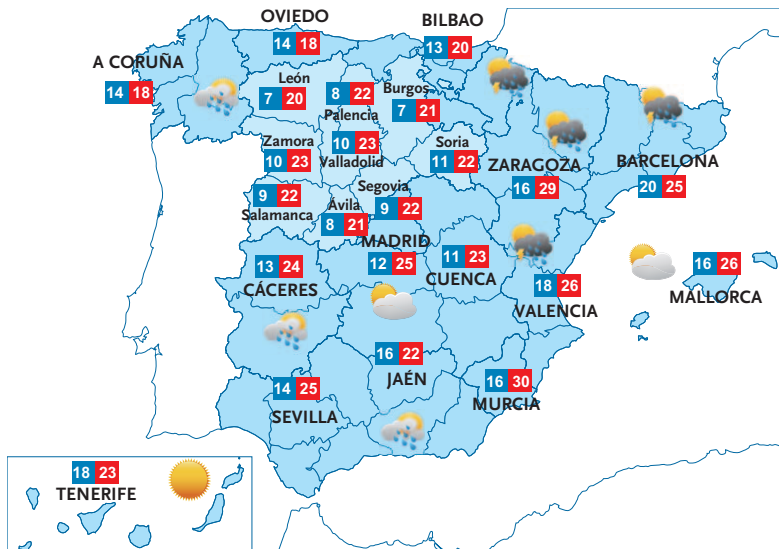 OVIEDO
14 18
BILBAO
13 20
A CORUÑA
14 18
León
7 20
8 22
Palencia
Burgos
7 21
Zamora
10 23
10 23
Valladolid
Soria
11 22
ZARAGOZA
16 29
BARCELONA
20 25
9 22
Salamanca
Ávila
8 21
Segovia
9 22
MADRID
12 25
11 23
CUENCA
13 24
CÁCERES
18 26
VALENCIA
16 26
MALLORCA
16 22
JAÉN
16 30
MURCIA
14 25
SEVILLA
18 23
TENERIFE